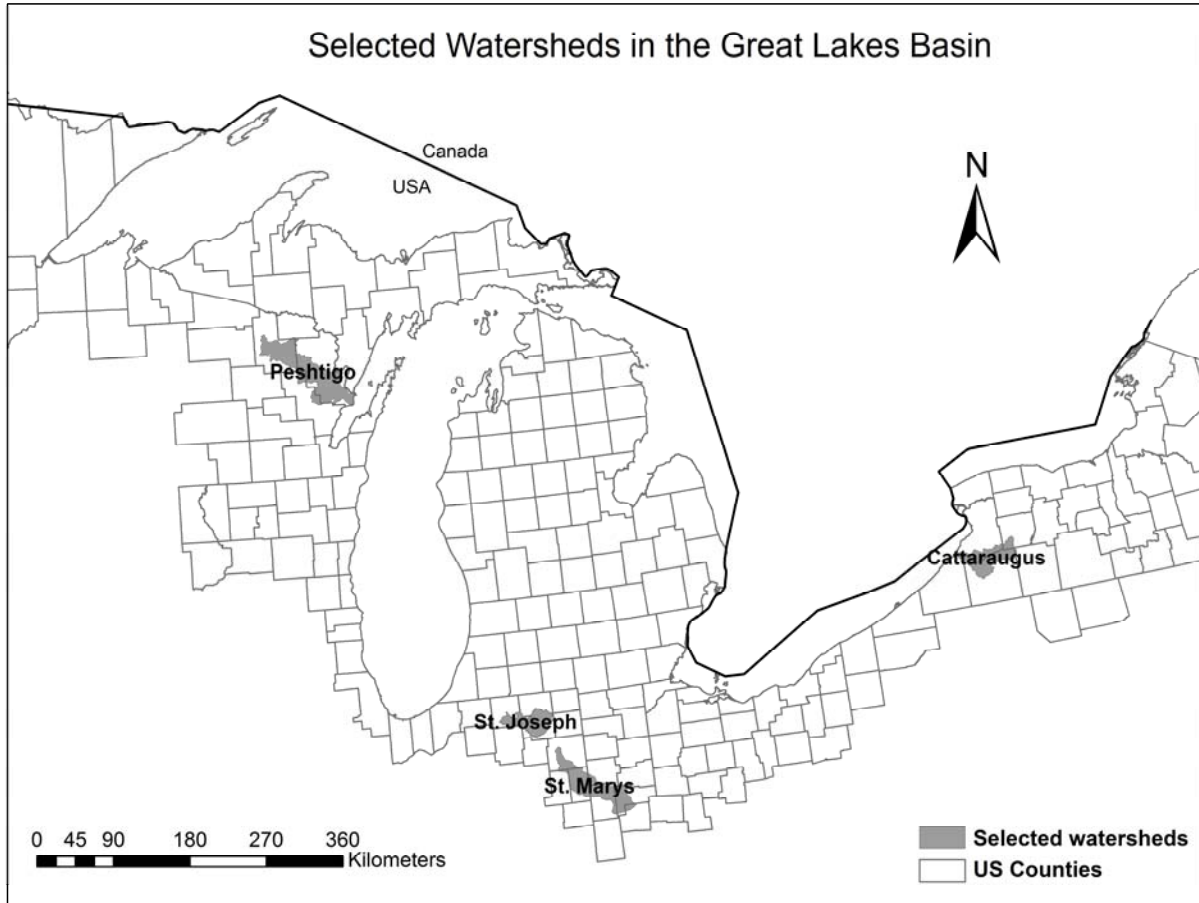 Selected Watersheds in the Great Lakes Basin
Canada
USA
N
Peshtigo
Cattaraugus
St. Joseph
St. Marys
0 45 90 180 270 360
Kilometers
Selected watersheds
US Counties